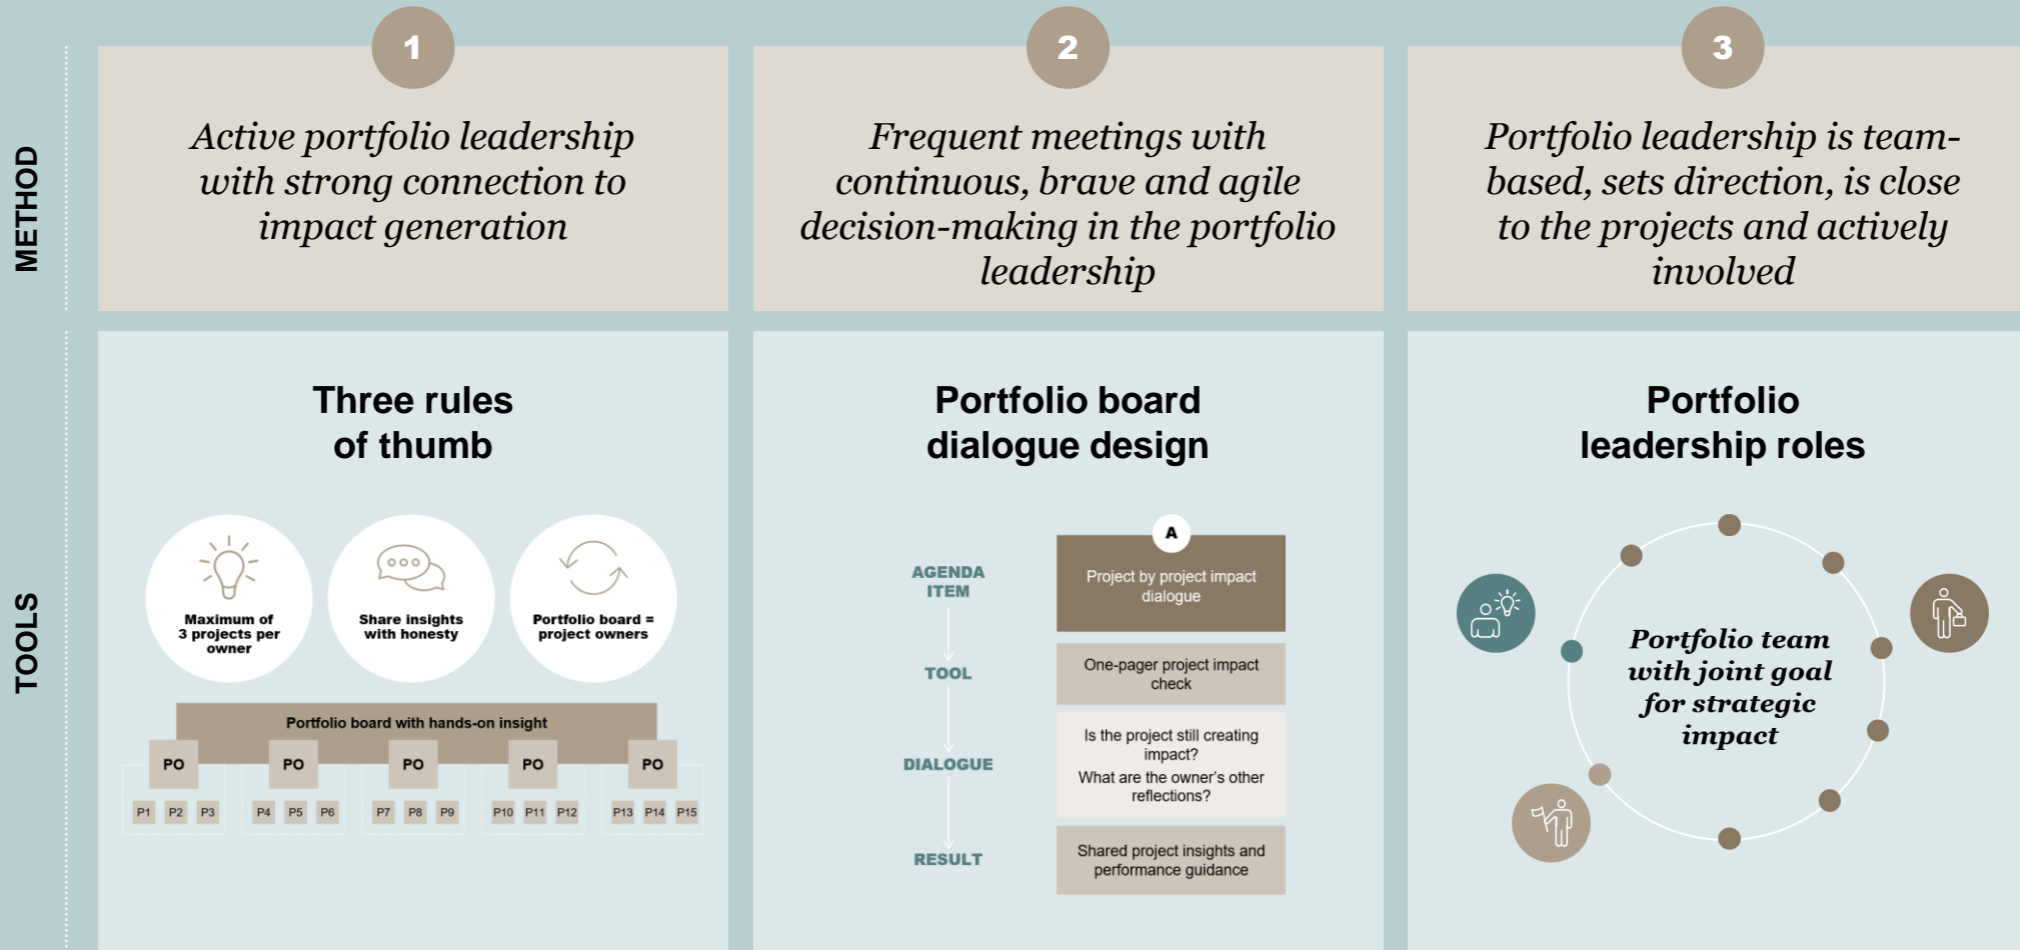 METHOD
1
Active portfolio leadership
with strong connection to
impact generation
2
Frequent meetings with
continuous, brave and agile
decision-making in the portfolio
leadership
3
Portfolio leadership is team-
based, sets direction, is close
to the projects and actively
involved
TOOLS
Three rules
of thumb
Maximum of
3 projects per
owner
Share insights
with honesty
Portfolio board =
project owners
Portfolio board with hands-on insight
PO PO PO PO PO
P1 P2 P3 P4 P5 P6 P7 P8 P9 P10 P11 P12 P13 P14 P15
Portfolio board
dialogue design
A
AGENDA
ITEM
Project by project impact
dialogue
TOOL
One-pager project impact
check
DIALOGUE
Is the project still creating
impact?
What are the owner's other
reflections?
RESULT
Shared project insights and
performance guidance
Portfolio
leadership roles
Portfolio team
with joint goal
for strategic
impact